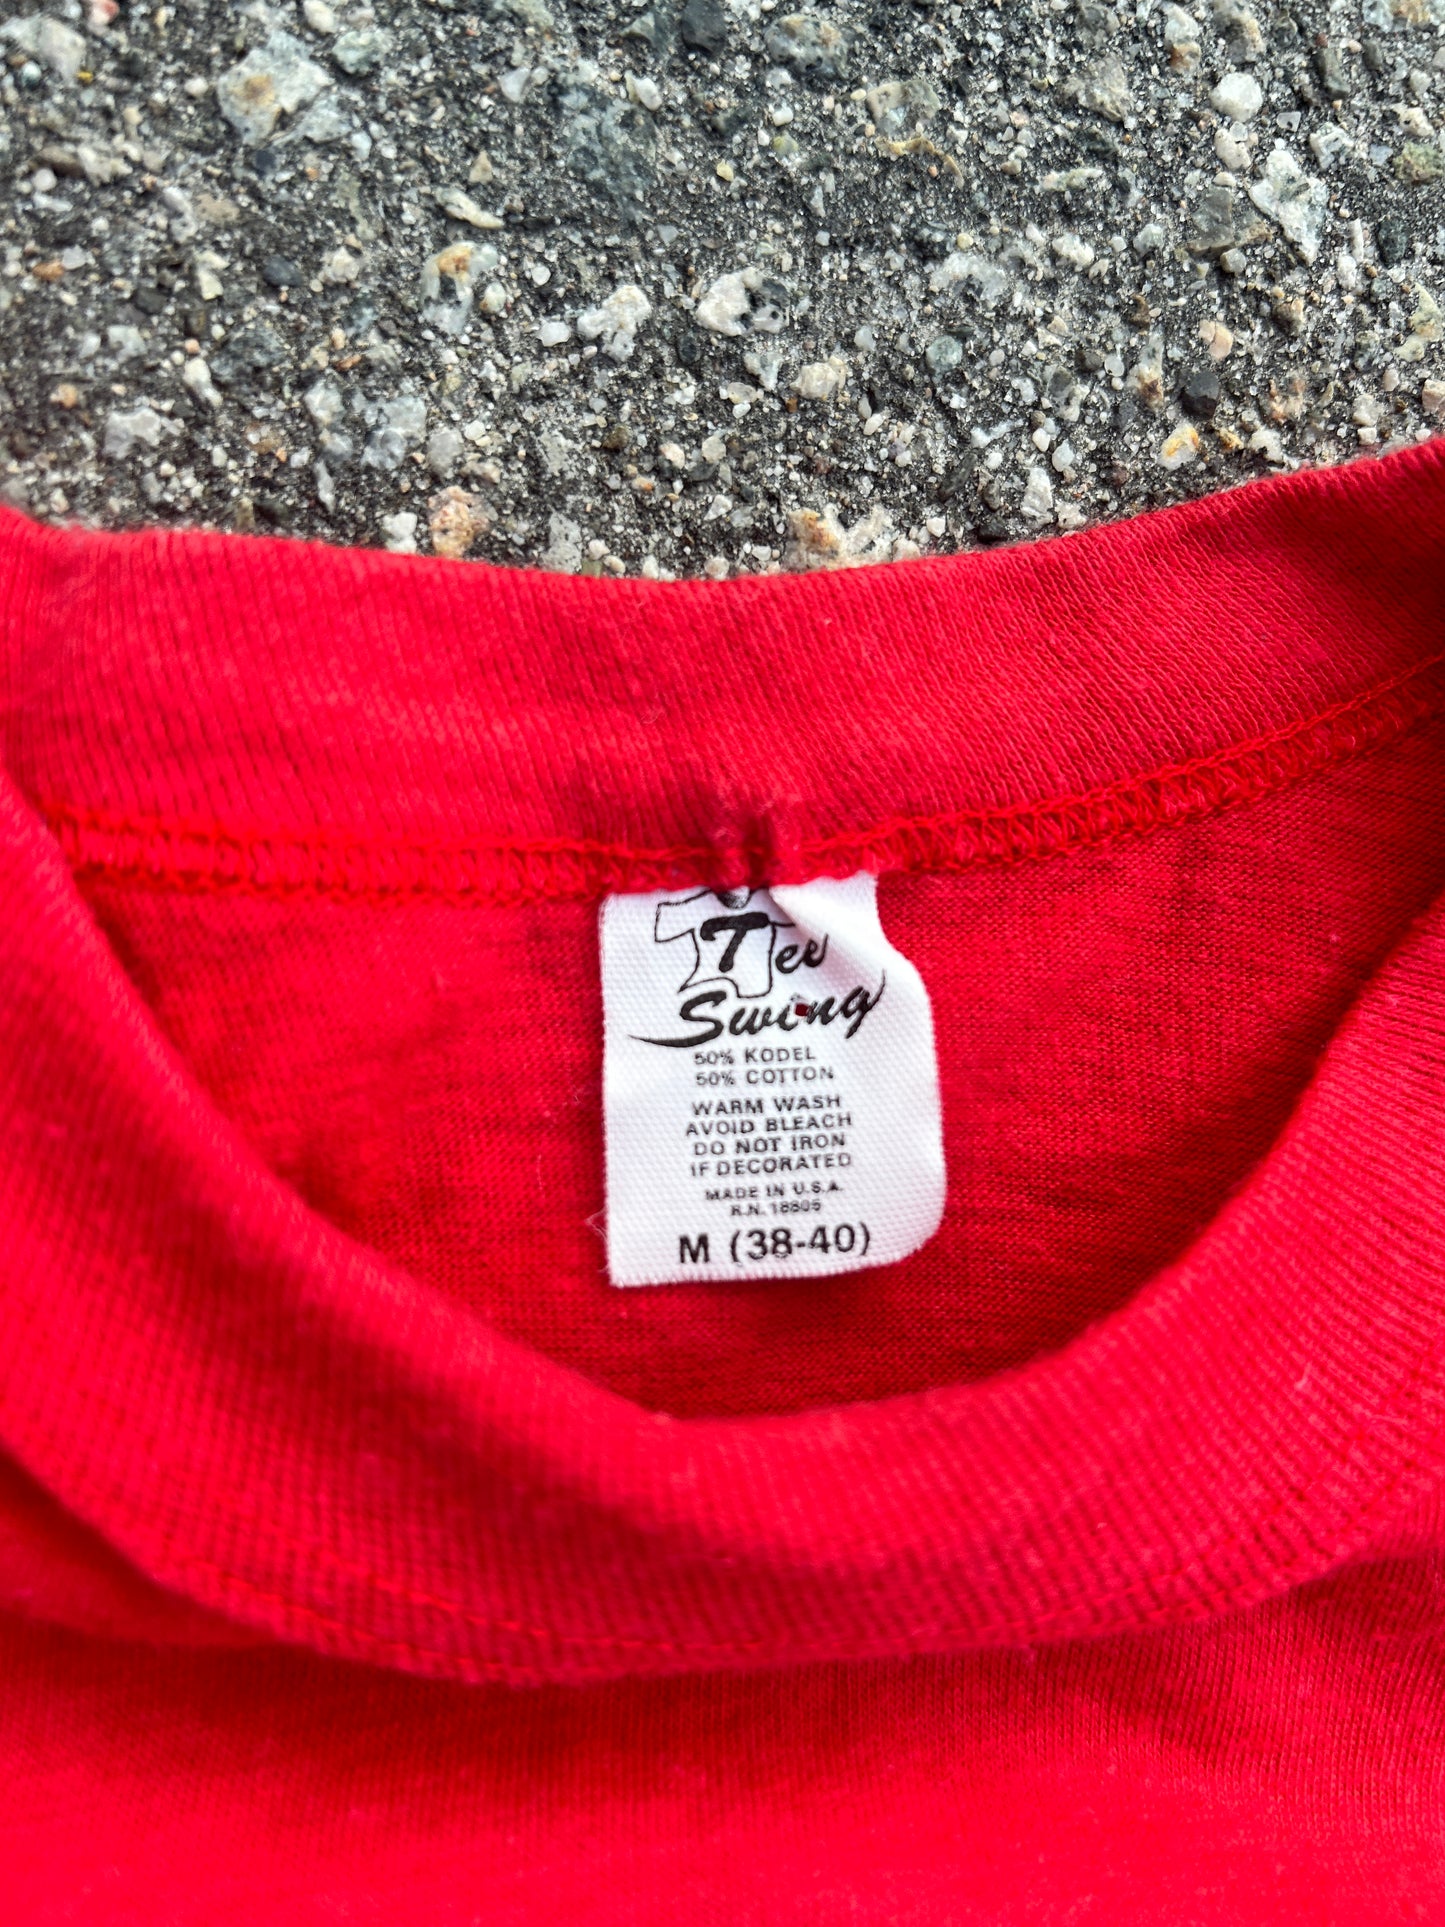 Tee
Swing
50% KODEL
50% COTTON
WARM WASH
AVOID BLEACH
DO NOT IRON
IF DECORATED
MADE IN U.S.A.
R.N. 18805
M (38-40)